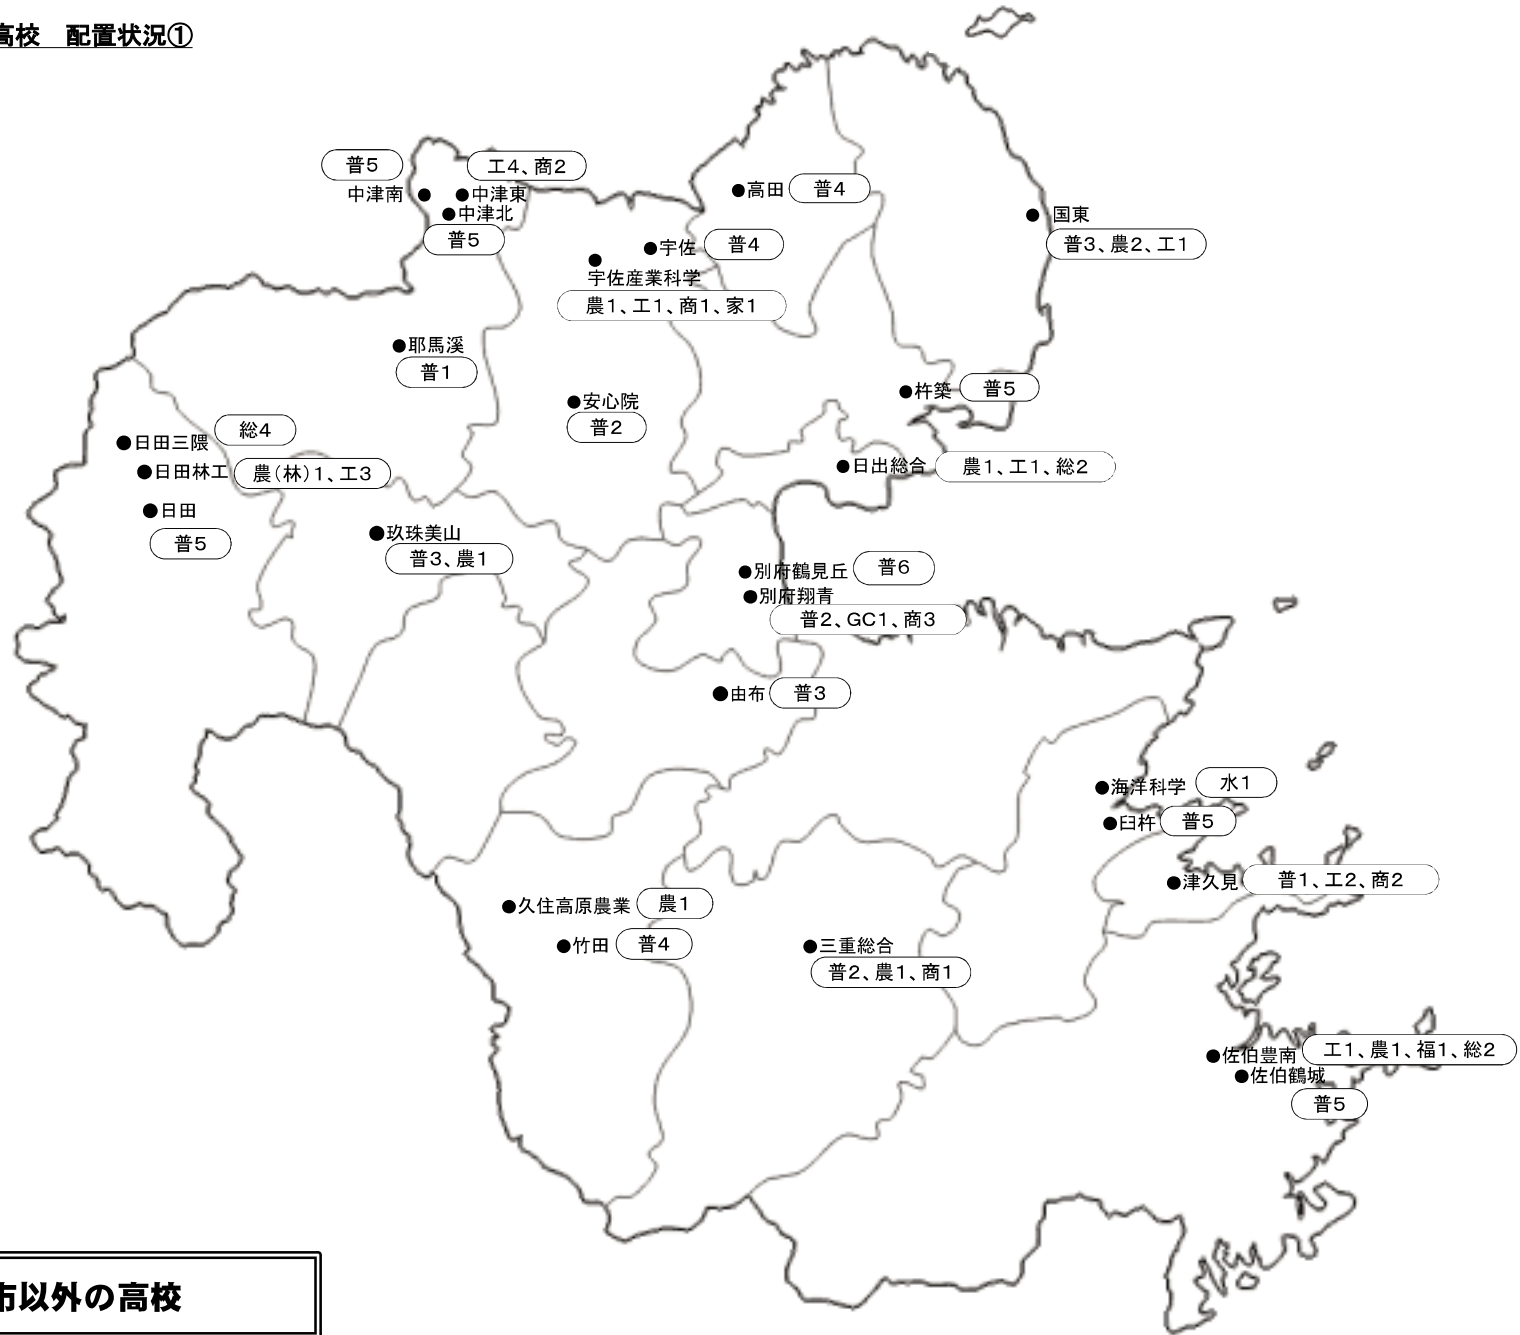 高校　配置状況①
普５
工４、商２
中津南
中津東
中津北
普５
高田
普４
国東
普３、農２、工１
宇佐
普４
宇佐産業科学
農１、工１、商１、家１
耶馬溪
普１
安心院
普２
杵築
普５
総４
日田三隈
日田林工
農（林）１、工３
日田
普５
日出総合
農１、工１、総２
玖珠美山
普３、農１
別府鶴見丘
普６
別府翔青
普２、GC１、商３
由布
普３
海洋科学
水１
臼杵
普５
津久見
普１、工２、商２
久住高原農業
農１
竹田
普４
三重総合
普２、農１、商１
佐伯豊南
工１、農１、福１、総２
佐伯鶴城
普５
市以外の高校